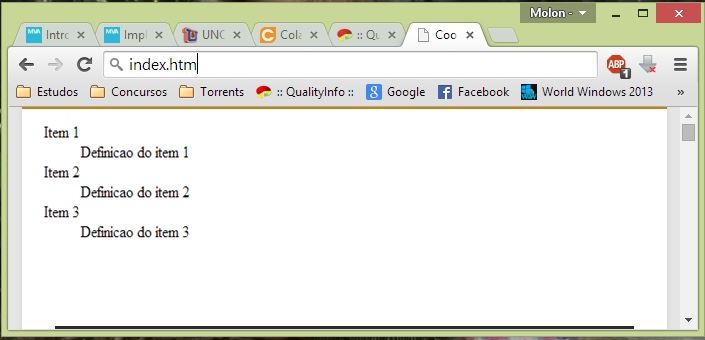 Molon -
Intro Impl UNC Cola :: Qu Coo
index.htm
ABP 1
Estudos Concursos Torrents :: QualityInfo :: Google Facebook World Windows 2013 »
Item 1
Definicao do item 1
Item 2
Definicao do item 2
Item 3
Definicao do item 3